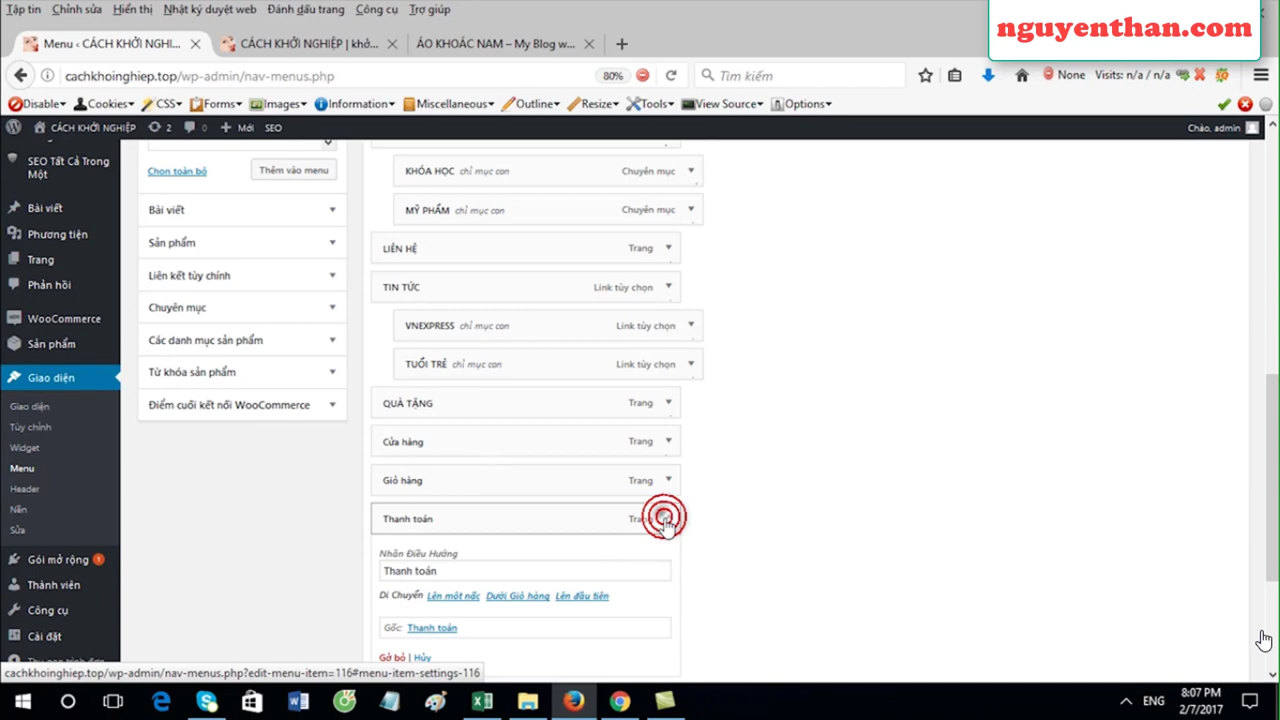 Tập tin Chỉnh sửa Hiển thị Nhật ký duyệt web Đánh dấu trang Công cụ Trợ giúp
nguyenthan.com
Menu ‹ CÁCH KHỞI NGHI... CÁCH KHỞI NGHIỆP | khở... ÁO KHOÁC NAM – My Blog w...
cachkhoinghiep.top/wp-admin/nav-menus.php 80% Tìm kiếm None Visits: n/a / n/a
Disable Cookies CSS Forms Images Information Miscellaneous Outline Resize Tools View Source Options
CÁCH KHỞI NGHIỆP 2 0 Mới SEO Chào, admin
SEO Tất Cả Trong
Một
Bài viết
Phương tiện
Trang
Phản hồi
WooCommerce
Sản phẩm
Giao diện
Giao diện
Tùy chỉnh
Widget
Menu
Header
Nền
Sửa
Gói mở rộng 1
Thành viên
Công cụ
Cài đặt
Chọn toàn bộ Thêm vào menu
Bài viết
Sản phẩm
Liên kết tùy chỉnh
Chuyên mục
Các danh mục sản phẩm
Từ khóa sản phẩm
Điểm cuối kết nối WooCommerce
KHÓA HỌC chỉ mục con Chuyên mục
MỸ PHẨM chỉ mục con Chuyên mục
LIÊN HỆ Trang
TIN TỨC Link tùy chọn
VNEXPRESS chỉ mục con Link tùy chọn
TUỔI TRẺ chỉ mục con Link tùy chọn
QUÀ TẶNG Trang
Cửa hàng Trang
Giỏ hàng Trang
Thanh toán Trang
Nhãn Điều Hướng
Thanh toán
Di Chuyển Lên một nấc Dưới Giỏ hàng Lên đầu tiên
Gốc: Thanh toán
Gỡ bỏ | Hủy
cachkhoinghiep.top/wp-admin/nav-menus.php?edit-menu-item=116#menu-item-settings-116
ENG 8:07 PM
2/7/2017